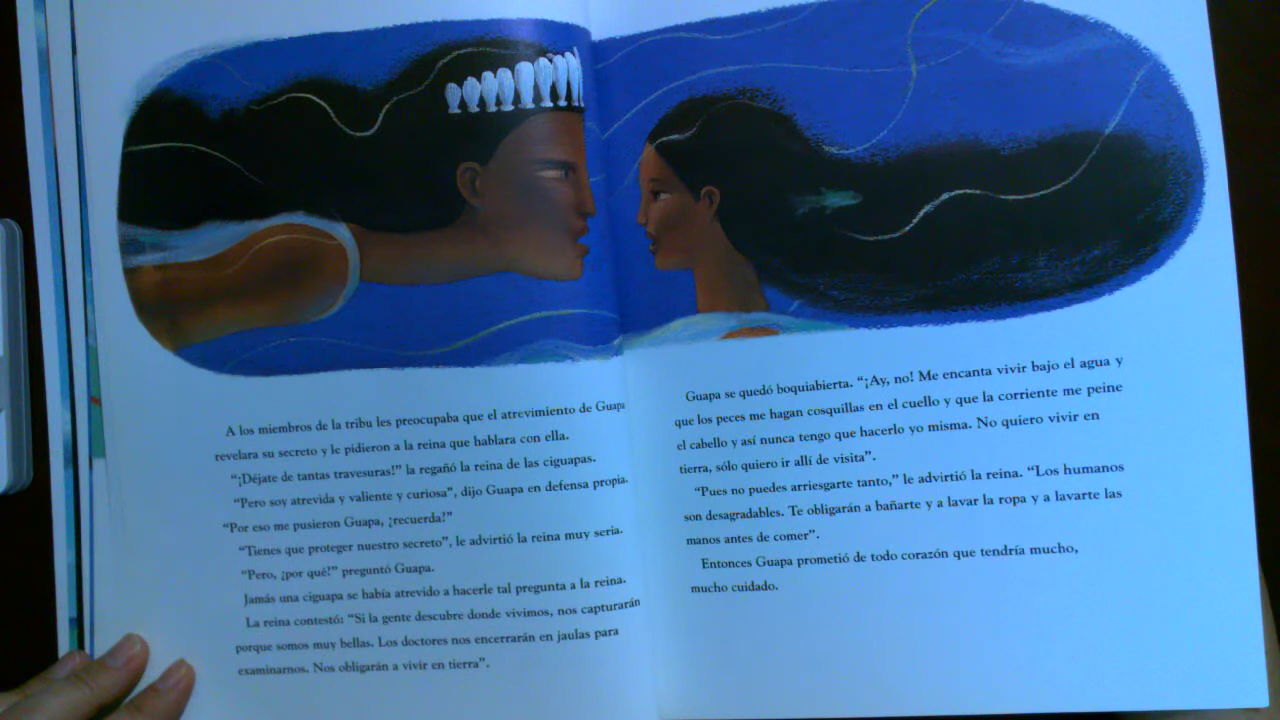 A los miembros de la tribu les preocupaba que el atrevimiento de Guapa
revelara su secreto y le pidieron a la reina que hablara con ella.
“¡Déjate de tantas travesuras!” la regañó la reina de las ciguapas.
“Pero soy atrevida y valiente y curiosa”, dijo Guapa en defensa propia.
“Por eso me pusieron Guapa, ¿recuerda?”
“Tienes que proteger nuestro secreto”, le advirtió la reina muy seria.
“Pero, ¿por qué?” preguntó Guapa.
Jamás una ciguapa se había atrevido a hacerle tal pregunta a la reina.
La reina contestó: “Si la gente descubre donde vivimos, nos capturarán
porque somos muy bellas. Los doctores nos encerrarán en jaulas para
examinarnos. Nos obligarán a vivir en tierra”.
Guapa se quedó boquiabierta. “¡Ay, no! Me encanta vivir bajo el agua y
que los peces me hagan cosquillas en el cuello y que la corriente me peine
el cabello y así nunca tengo que hacerlo yo misma. No quiero vivir en
tierra, sólo quiero ir allí de visita”.
“Pues no puedes arriesgarte tanto,” le advirtió la reina. “Los humanos
son desagradables. Te obligarán a bañarte y a lavar la ropa y a lavarte las
manos antes de comer”.
Entonces Guapa prometió de todo corazón que tendría mucho,
mucho cuidado.